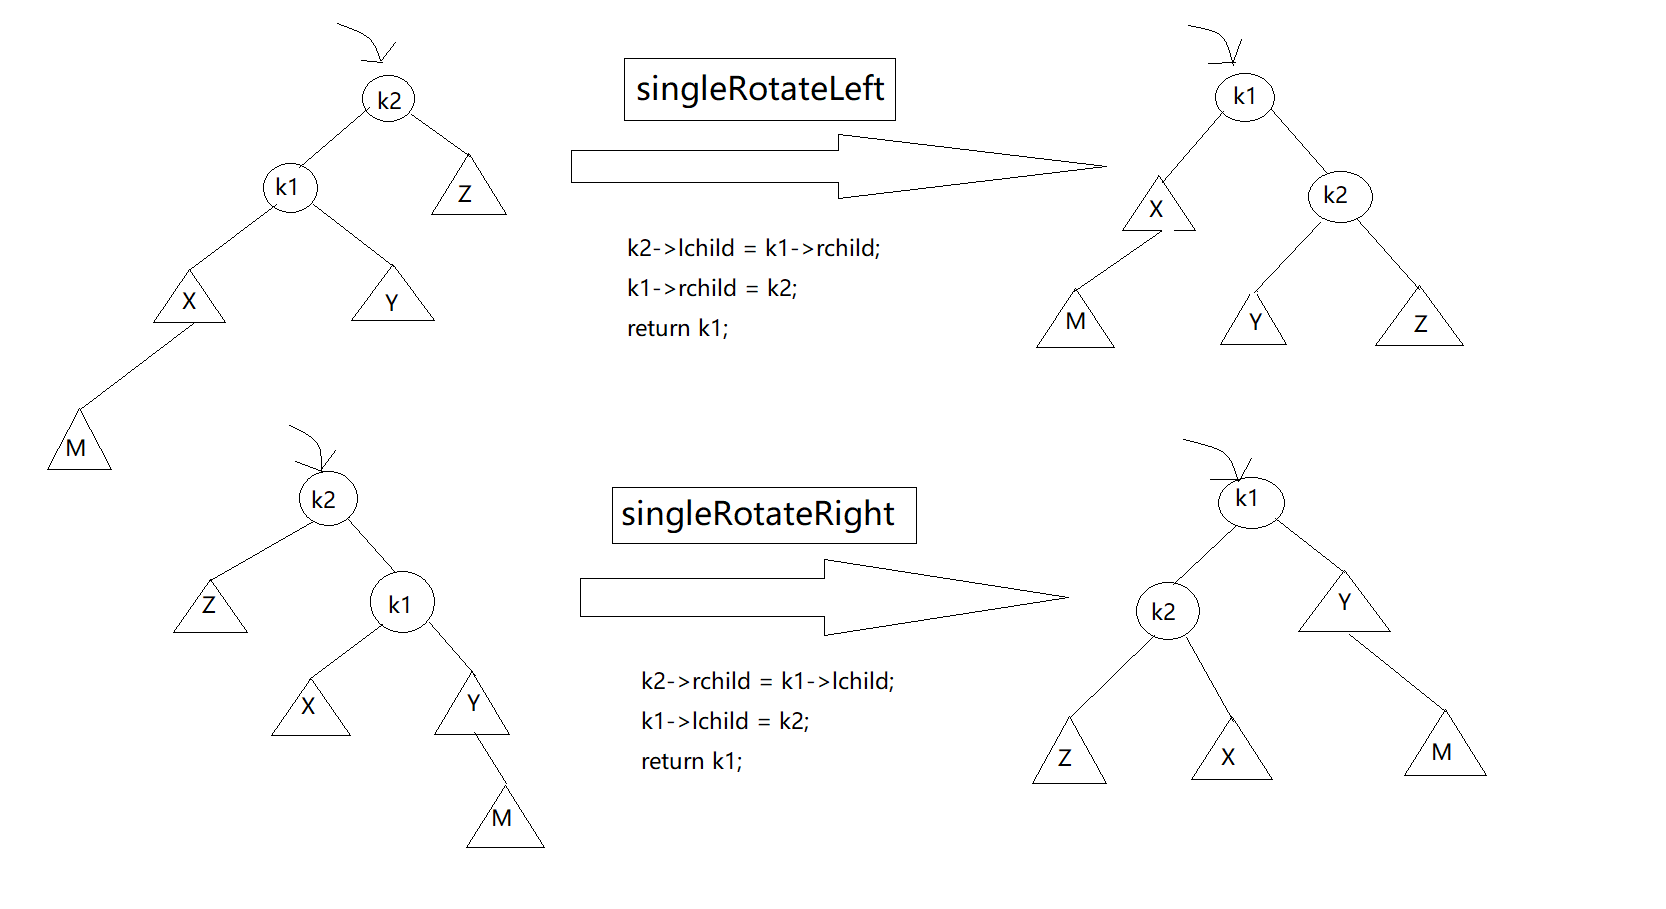 k2
k1
Z
X
Y
M
singleRotateLeft
k2->lchild = k1->rchild;
k1->rchild = k2;
return k1;
k1
X
k2
M
Y
Z
k2
Z
k1
X
Y
M
singleRotateRight
k2->rchild = k1->lchild;
k1->lchild = k2;
return k1;
k1
k2
Y
Z
X
M